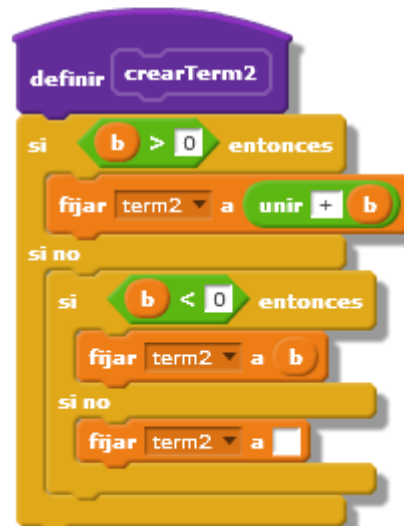 definir crearTerm2
si b > 0 entonces
fijar term2 a unir + b
si no
si b < 0 entonces
fijar term2 a b
si no
fijar term2 a